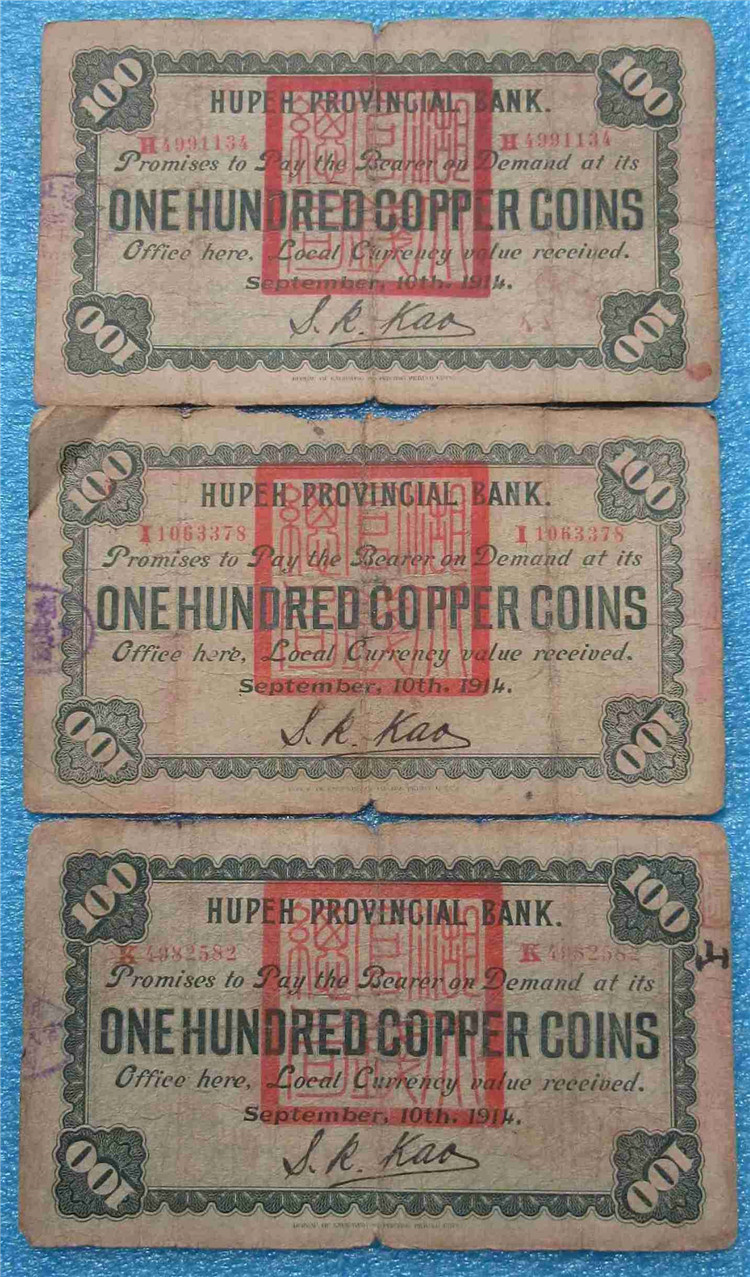 100 100
HUPEH PROVINCIAL BANK.
H4991134 H4991134
Promises to Pay the Bearer on Demand at its
ONE HUNDRED COPPER COINS
Office here, Local Currency value received.
September, 10th. 1914.
S. K. Kao
100 100
100 100
HUPEH PROVINCIAL BANK.
I1063378 I1063378
Promises to Pay the Bearer on Demand at its
ONE HUNDRED COPPER COINS
Office here, Local Currency value received.
September, 10th. 1914.
S. K. Kao
100 100
100 100
HUPEH PROVINCIAL BANK.
K4982582 K4982582
Promises to Pay the Bearer on Demand at its
ONE HUNDRED COPPER COINS
Office here, Local Currency value received.
September, 10th. 1914.
S. K. Kao
100 100